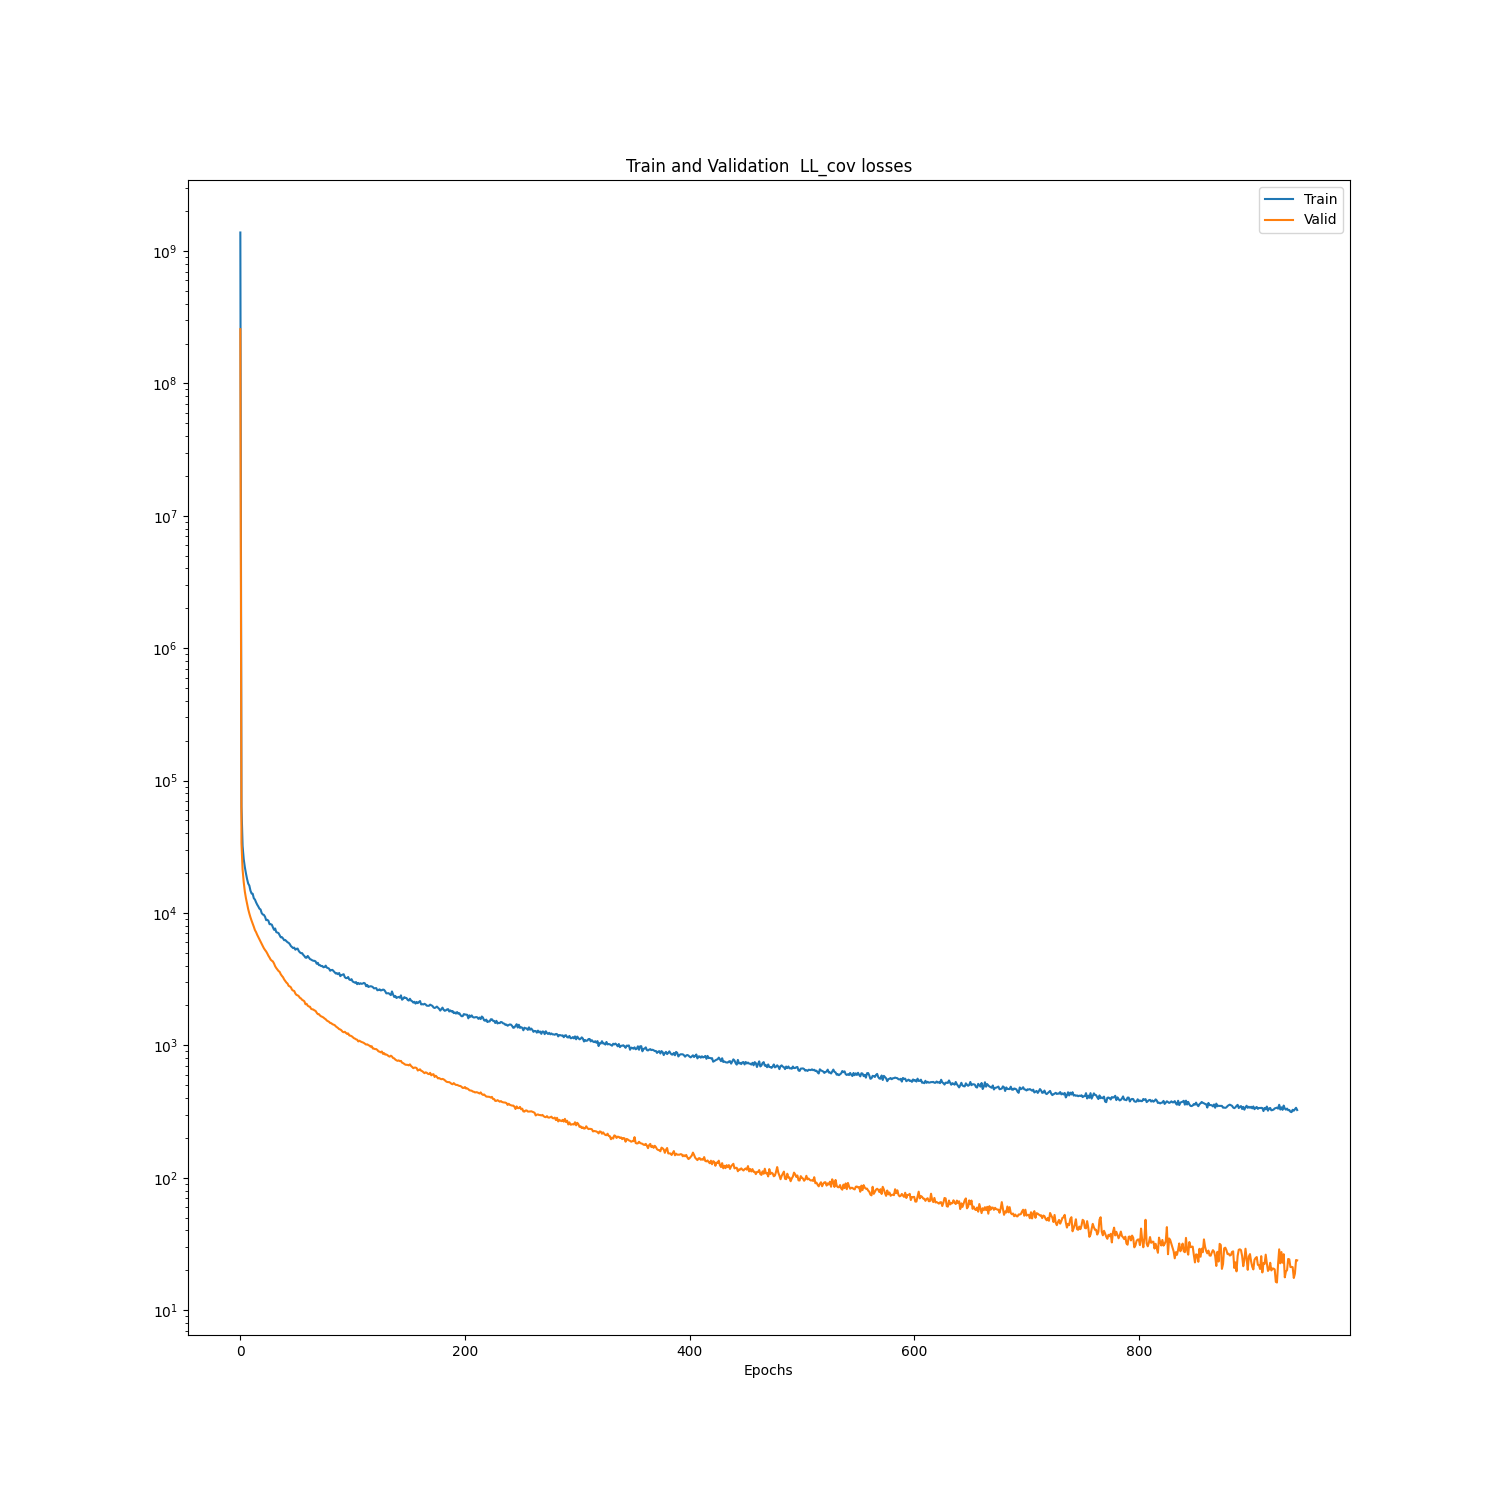 Train and Validation  LL_cov losses
Train
Valid
10⁹
10⁸
10⁷
10⁶
10⁵
10⁴
10³
10²
10¹
0 200 400 600 800
Epochs